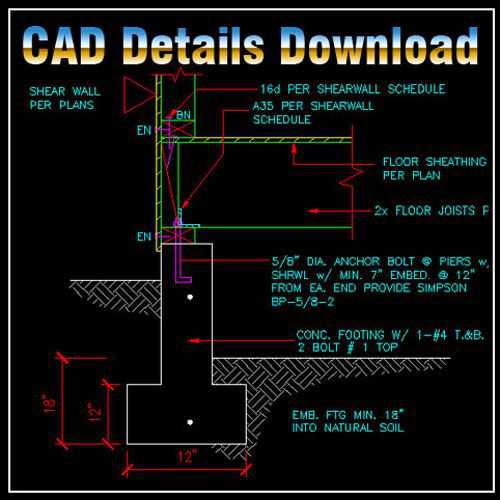 CAD Details Download
SHEAR WALL
PER PLANS
16d PER SHEARWALL SCHEDULE
A35 PER SHEARWALL
SCHEDULE
BN
EN
FLOOR SHEATHING
PER PLAN
2x FLOOR JOISTS P
EN
5/8" DIA. ANCHOR BOLT @ PIERS w,
SHRWL w/ MIN. 7" EMBED. @ 12"
FROM EA. END PROVIDE SIMPSON
BP-5/8-2
CONC. FOOTING W/ 1-#4 T.&B.
2 BOLT # 1 TOP
18"
12"
EMB. FTG MIN. 18"
INTO NATURAL SOIL
12"